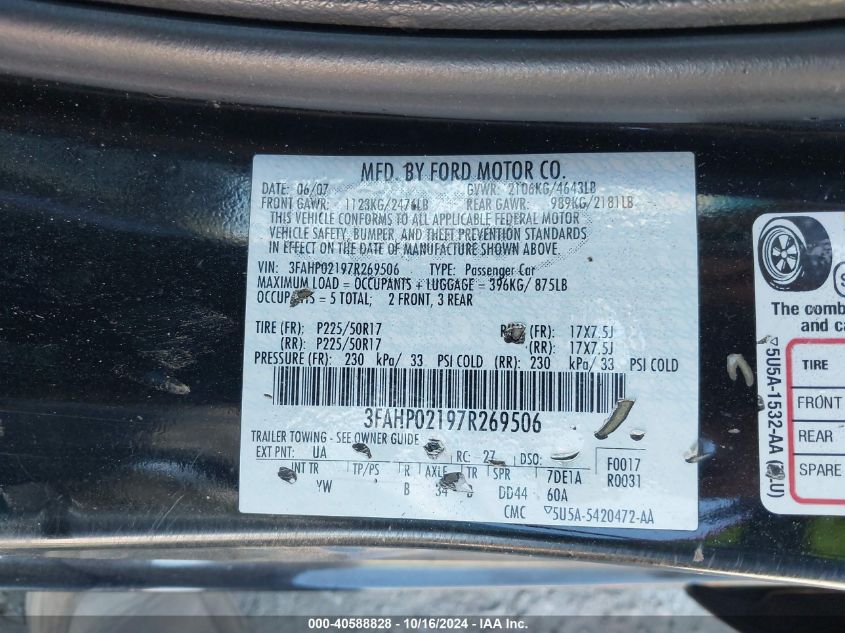 MFD. BY FORD MOTOR CO.
DATE: 06/07 GVWR: 2106KG/4643LB
FRONT GAWR: 1123KG/2476LB REAR GAWR: 989KG/2181LB
THIS VEHICLE CONFORMS TO ALL APPLICABLE FEDERAL MOTOR
VEHICLE SAFETY, BUMPER, AND THEFT PREVENTION STANDARDS
IN EFFECT ON THE DATE OF MANUFACTURE SHOWN ABOVE.
VIN: 3FAHP02197R269506 TYPE: Passenger Car
MAXIMUM LOAD = OCCUPANTS + LUGGAGE = 396KG/ 875LB
= 5 TOTAL; 2 FRONT, 3 REAR
TIRE (FR): P225/50R17 (FR): 17X7.5J
(RR): P225/50R17 (RR): 17X7.5J
PRESSURE (FR): 230 kPa/ 33 PSI COLD (RR): 230 kPa/ 33 PSI COLD
3FAHP02197R269506
TRAILER TOWING - SEE OWNER GUIDE
EXT PNT: UA RC: 27 DSO: F0017
INT TR TP/PS R AXLE TR SPR 7DE1A R0031
YW B DD44 60A
CMC ▽5U5A-5420472-AA
The comb
and ca
TIRE
FRONT
REAR
SPARE
▽5U5A-1532-AA
000-40588828 - 10/16/2024 - IAA Inc.